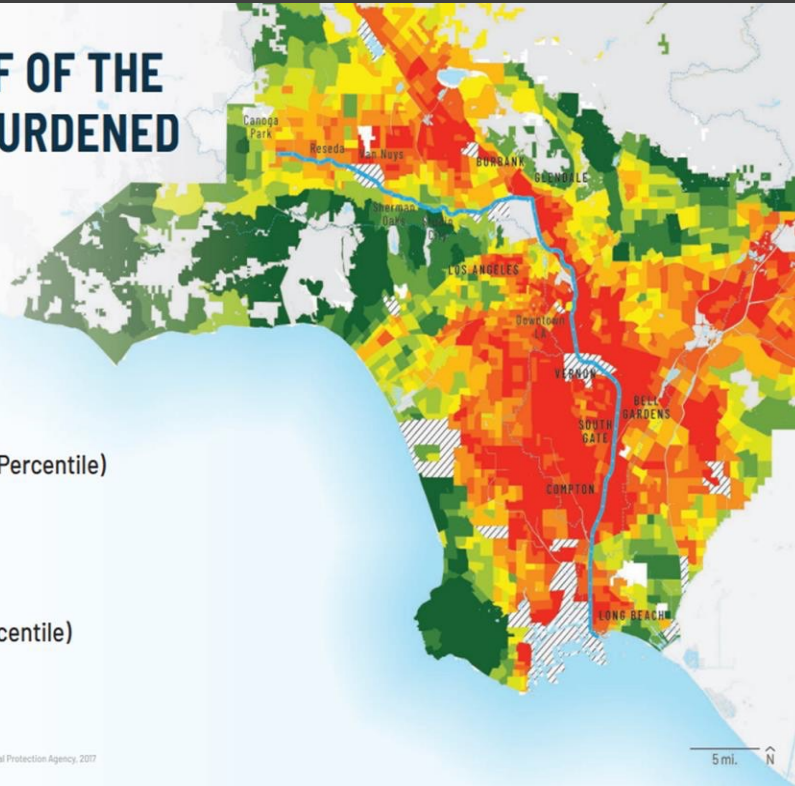 F OF THE
URDENED
Canoga
Park
Reseda
Van Nuys
BURBANK
GLENDALE
Sherman
Oaks
LOS ANGELES
Downtown
LA
VERNON
BELL
GARDENS
SOUTH
GATE
Percentile)
COMPTON
LONG BEACH
centile)
al Protection Agency, 2017
5 mi.
N